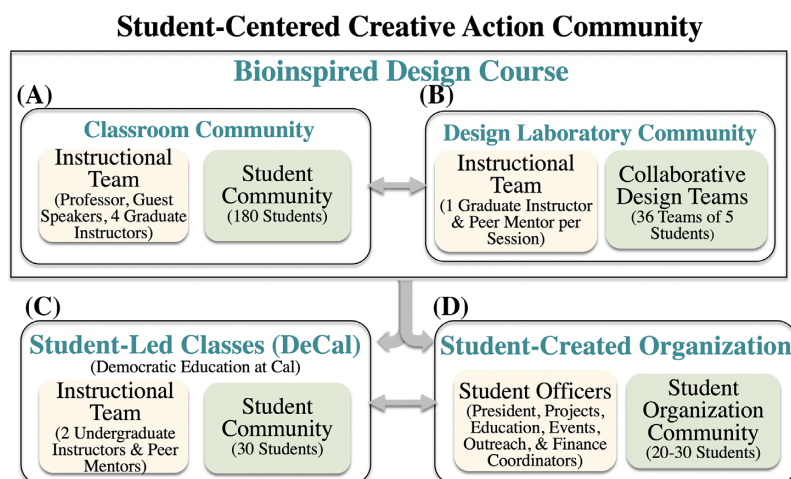 Student-Centered Creative Action Community
Bioinspired Design Course
(A)
Classroom Community
Instructional
Team
(Professor, Guest
Speakers, 4 Graduate
Instructors)
Student
Community
(180 Students)
(B)
Design Laboratory Community
Instructional
Team
(1 Graduate Instructor
& Peer Mentor per
Session)
Collaborative
Design Teams
(36 Teams of 5
Students)
(C)
Student-Led Classes (DeCal)
(Democratic Education at Cal)
Instructional
Team
(2 Undergraduate
Instructors & Peer
Mentors)
Student
Community
(30 Students)
(D)
Student-Created Organization
Student Officers
(President, Projects,
Education, Events,
Outreach, & Finance
Coordinators)
Student
Organization
Community
(20-30 Students)